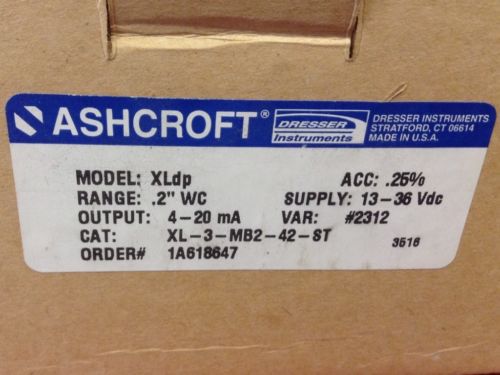 ASHCROFT®
DRESSER
Instruments
DRESSER INSTRUMENTS
STRATFORD, CT 06614
MADE IN U.S.A.
MODEL: XLdp ACC: .25%
RANGE: .2" WC SUPPLY: 13-36 Vdc
OUTPUT: 4-20 mA VAR: #2312
CAT: XL-3-MB2-42-ST 3516
ORDER# 1A618647